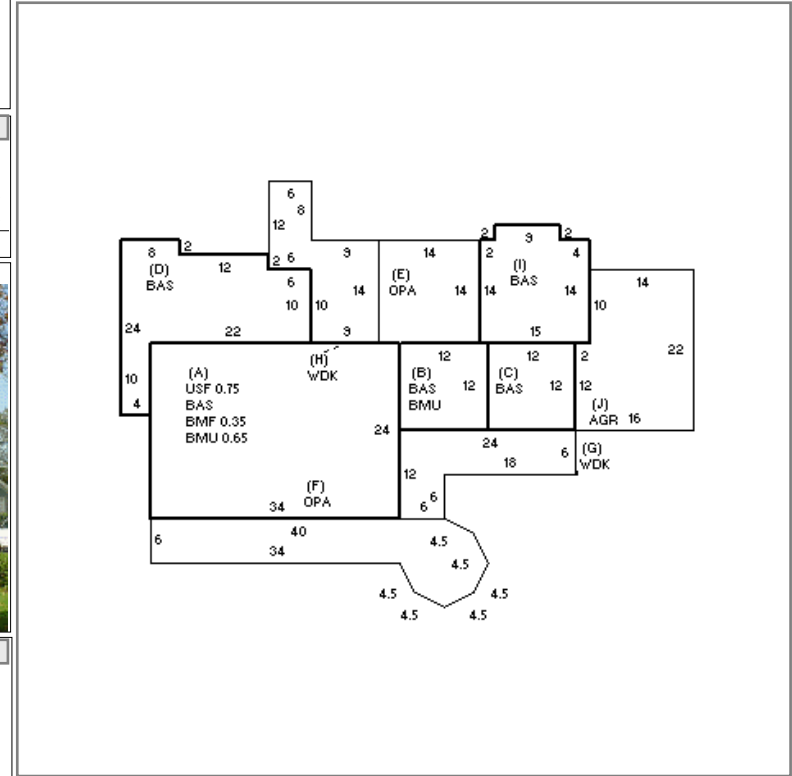 6
8
12
2 9 2
8 2
12 2 6
9 14 2 4
(D)
BAS
(E)
OPA
(I)
BAS
6
14
10 10 14 14 14 14 10
24 22 9 15
22
(H)
WDK
12 12 2
(A)
USF 0.75
BAS
BMF 0.35
BMU 0.65
(B)
BAS
BMU
12
(C)
BAS
12 12
10
4
(J)
AGR 16
24
24
18 6
(G)
WDK
12
(F)
OPA
34
6
6
40
6
34
4.5
4.5
4.5 4.5
4.5 4.5